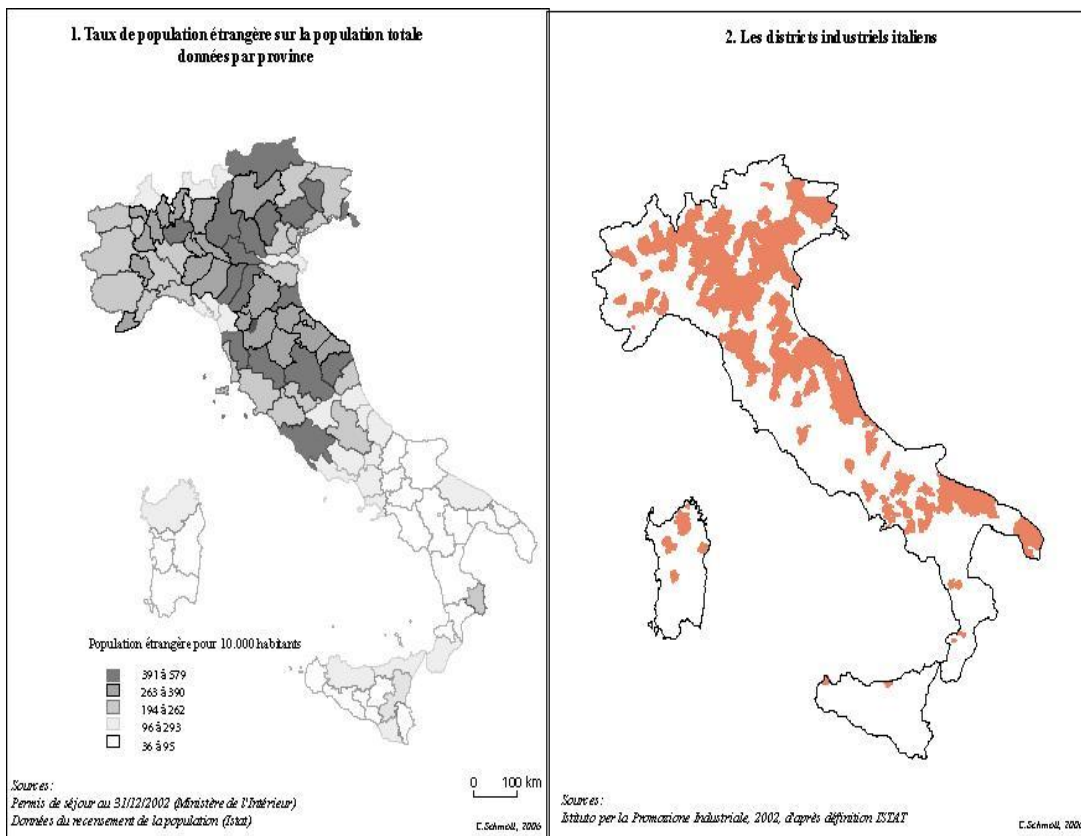 1. Taux de population étrangère sur la population totale
données par province
Population étrangère pour 10.000 habitants
391 à 579
263 à 390
194 à 262
96 à 293
36 à 95
Sources :
Permis de séjour au 31/12/2002 (Ministère de l'Intérieur)
Données du recensement de la population (Istat)
0 100 km
C.Schmoll, 2006
2. Les districts industriels italiens
Sources :
Istituto per la Promozione Industriale, 2002, d'après définition ISTAT
C.Schmoll, 2006